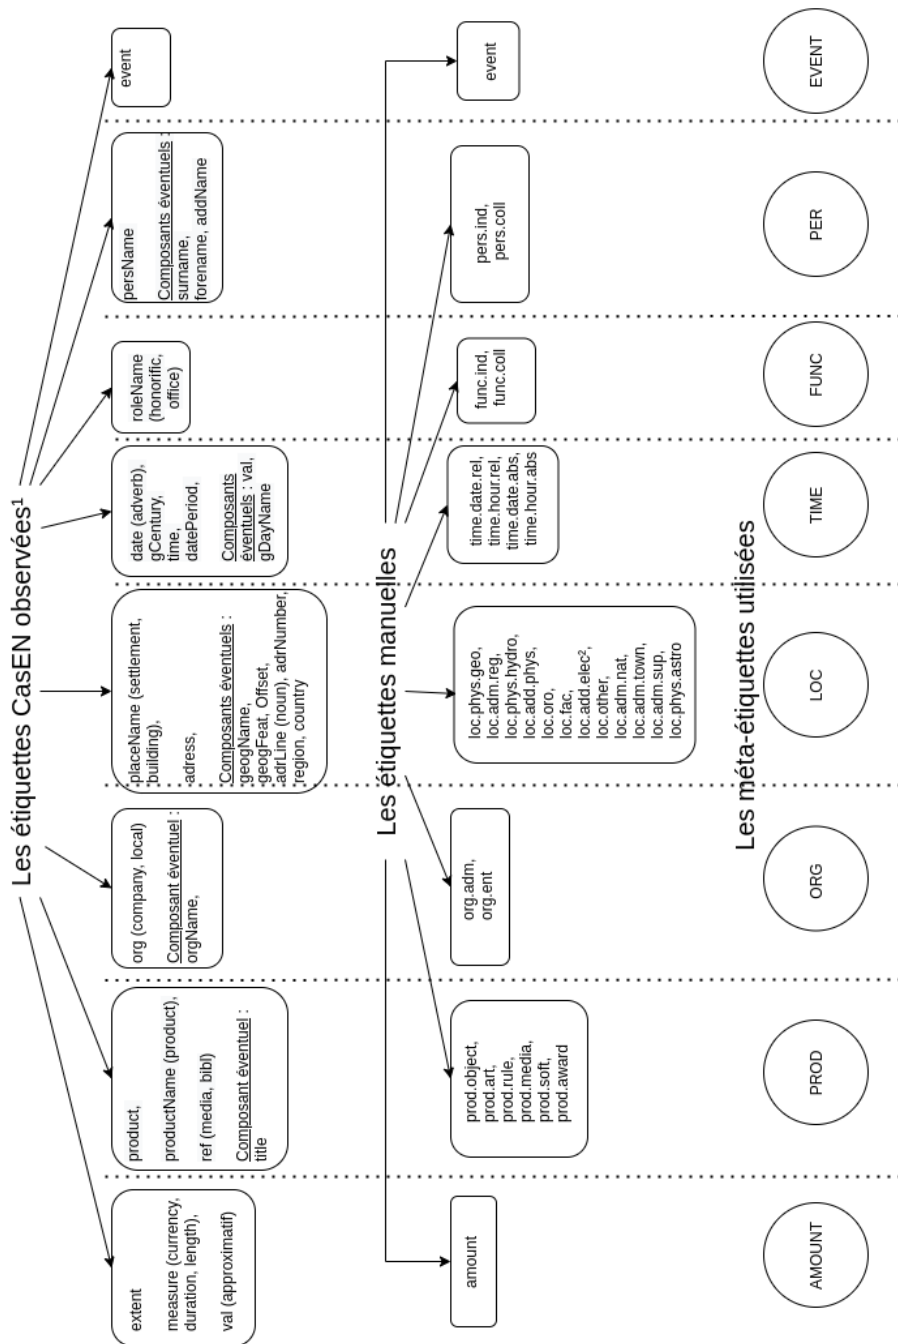 Les étiquettes CasEN observées¹
extent
measure (currency,
duration, length),
val (approximatif)
product,
productName (product),
ref (media, bibl)
Composant éventuel :
title
org (company, local)
Composant éventuel :
orgName,
placeName (settlement,
building),
adress,
Composants éventuels :
geogName,
geogFeat, Offset,
adrLine (noun), adrNumber,
region, country
date (adverb),
gCentury,
time,
datePeriod,
Composants
éventuels : val,
gDayName
roleName
(honorific,
office)
persName
Composants éventuels :
surname,
forename, addName
event
Les étiquettes manuelles
amount
prod.object,
prod.art,
prod.rule,
prod.media,
prod.soft,
prod.award
org.adm,
org.ent
loc.phys.geo,
loc.adm.reg,
loc.phys.hydro,
loc.add.phys,
loc.oro,
loc.fac,
loc.add.elec²,
loc.other,
loc.adm.nat,
loc.adm.town,
loc.adm.sup,
loc.phys.astro
time.date.rel,
time.hour.rel,
time.date.abs,
time.hour.abs
func.ind,
func.coll
pers.ind,
pers.coll
event
Les méta-étiquettes utilisées
AMOUNT
PROD
ORG
LOC
TIME
FUNC
PER
EVENT